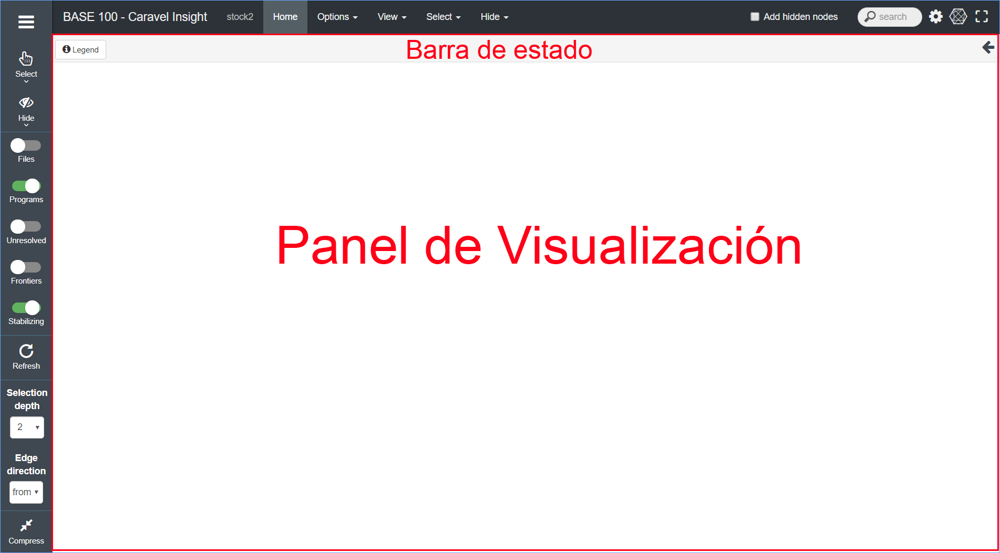 BASE 100 - Caravel Insight stock2 Home Options View Select Hide Add hidden nodes search
Legend
Barra de estado
Panel de Visualización
Select
Hide
Files
Programs
Unresolved
Frontiers
Stabilizing
Refresh
Selection
depth
2
Edge
direction
from
Compress